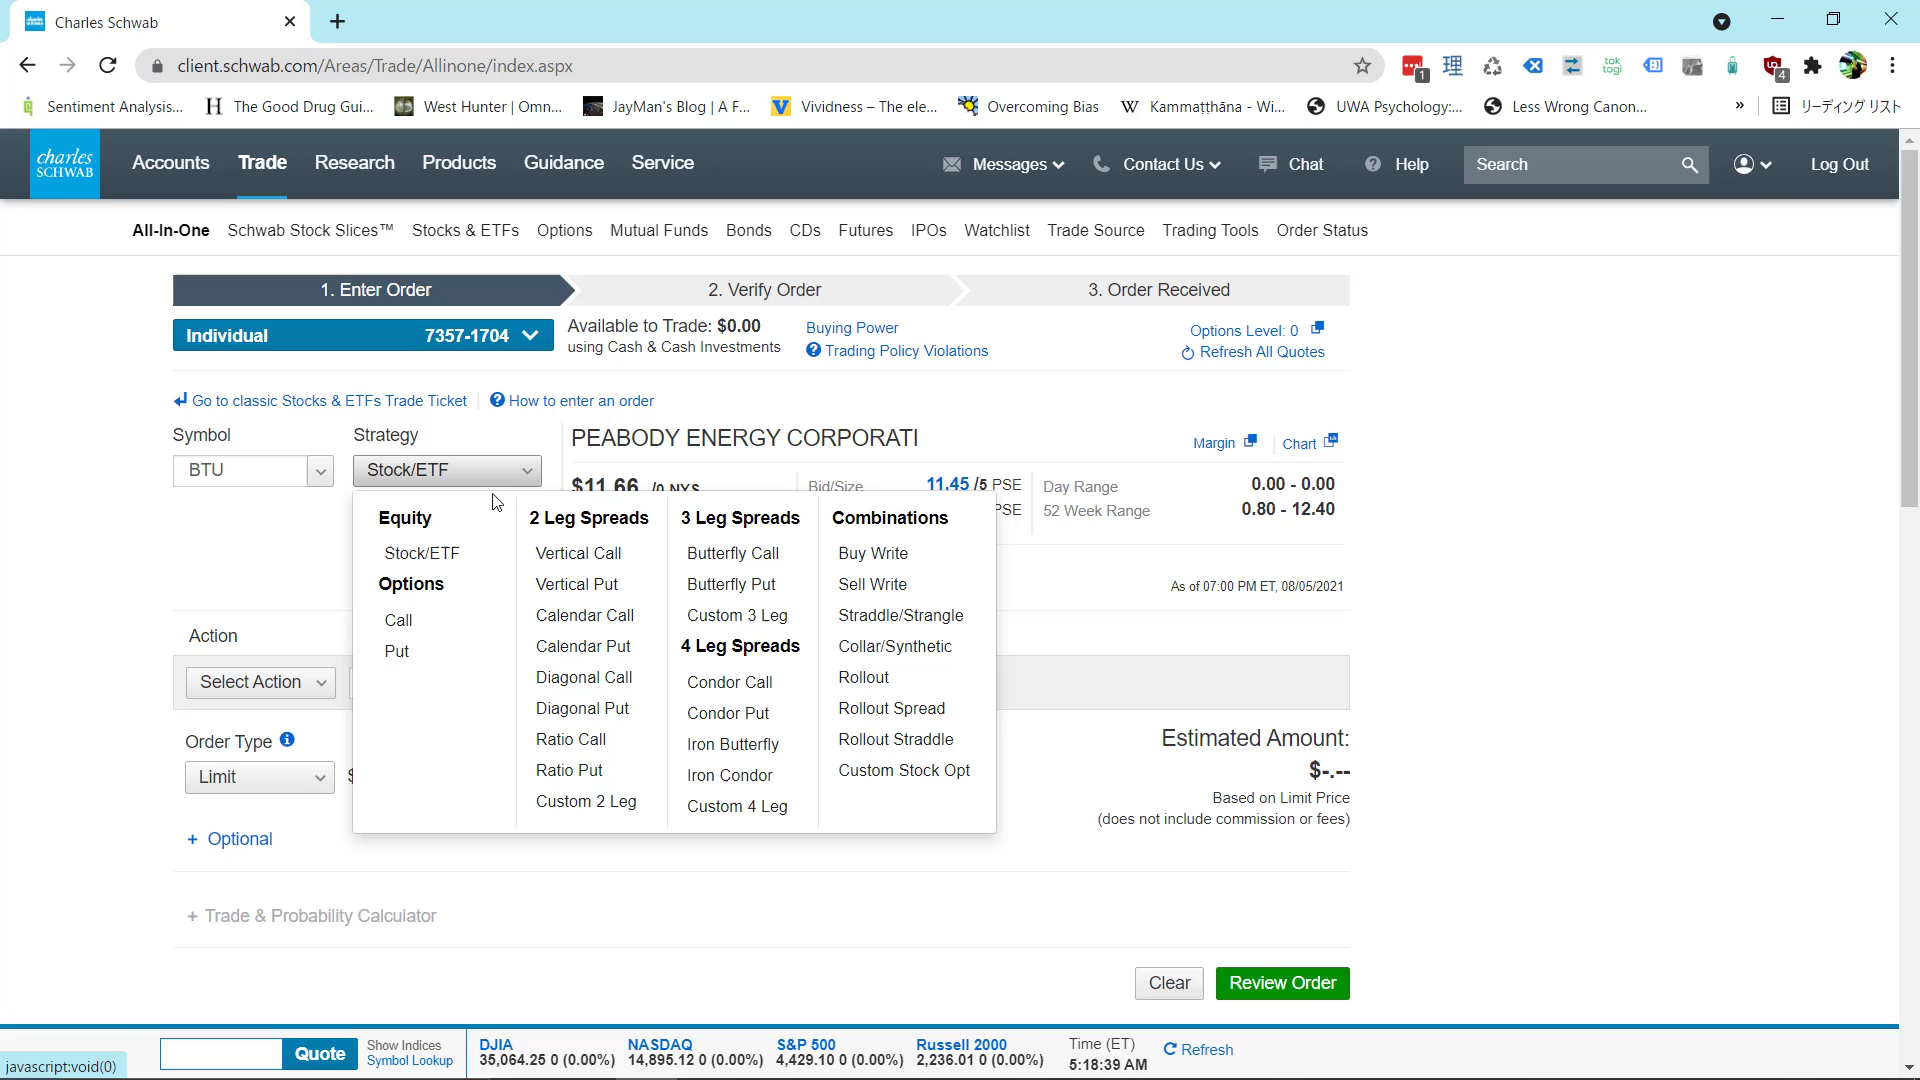 Charles Schwab
client.schwab.com/Areas/Trade/Allinone/index.aspx
1
理
tok
togi
4
Sentiment Analysis...
The Good Drug Gui...
West Hunter | Omn...
JayMan's Blog | A F...
Vividness – The ele...
Overcoming Bias
Kammaṭṭhāna - Wi...
UWA Psychology:...
Less Wrong Canon...
»
リーディング リスト
charles
SCHWAB
Accounts
Trade
Research
Products
Guidance
Service
Messages
Contact Us
Chat
Help
Search
Log Out
All-In-One
Schwab Stock Slices™
Stocks & ETFs
Options
Mutual Funds
Bonds
CDs
Futures
IPOs
Watchlist
Trade Source
Trading Tools
Order Status
1. Enter Order
2. Verify Order
3. Order Received
Individual 7357-1704
Available to Trade: $0.00
using Cash & Cash Investments
Buying Power
Trading Policy Violations
Options Level: 0
Refresh All Quotes
Go to classic Stocks & ETFs Trade Ticket
How to enter an order
Symbol
BTU
Strategy
Stock/ETF
PEABODY ENERGY CORPORATI
Margin
Chart
$11.66 /0 NYS
Bid/Size 11.45 /5 PSE
PSE
Day Range 0.00 - 0.00
52 Week Range 0.80 - 12.40
As of 07:00 PM ET, 08/05/2021
Equity
Stock/ETF
Options
Call
Put
2 Leg Spreads
Vertical Call
Vertical Put
Calendar Call
Calendar Put
Diagonal Call
Diagonal Put
Ratio Call
Ratio Put
Custom 2 Leg
3 Leg Spreads
Butterfly Call
Butterfly Put
Custom 3 Leg
4 Leg Spreads
Condor Call
Condor Put
Iron Butterfly
Iron Condor
Custom 4 Leg
Combinations
Buy Write
Sell Write
Straddle/Strangle
Collar/Synthetic
Rollout
Rollout Spread
Rollout Straddle
Custom Stock Opt
Action
Select Action
Order Type
Limit
$
+ Optional
Estimated Amount:
$-.--
Based on Limit Price
(does not include commission or fees)
+ Trade & Probability Calculator
Clear
Review Order
Quote
Show Indices
Symbol Lookup
DJIA
35,064.25 0 (0.00%)
NASDAQ
14,895.12 0 (0.00%)
S&P 500
4,429.10 0 (0.00%)
Russell 2000
2,236.01 0 (0.00%)
Time (ET)
5:18:39 AM
Refresh
javascript:void(0)